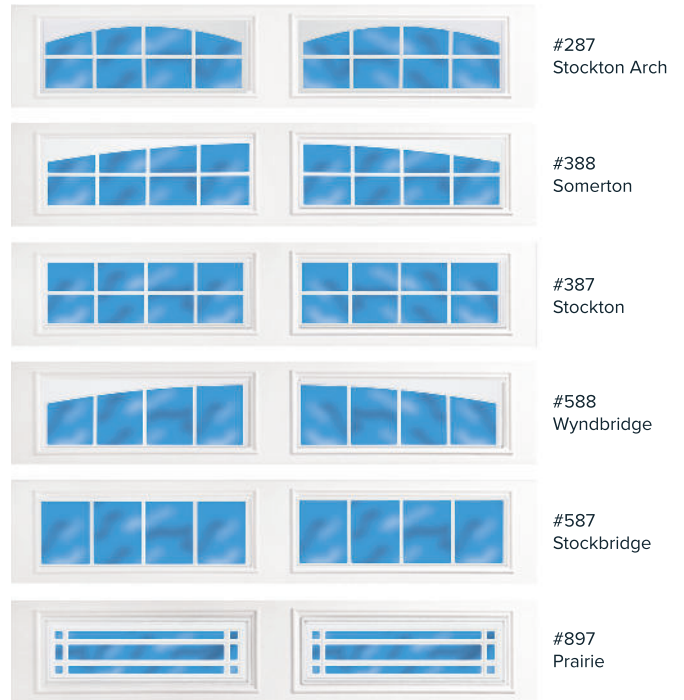 #287
Stockton Arch
#388
Somerton
#387
Stockton
#588
Wyndbridge
#587
Stockbridge
#897
Prairie